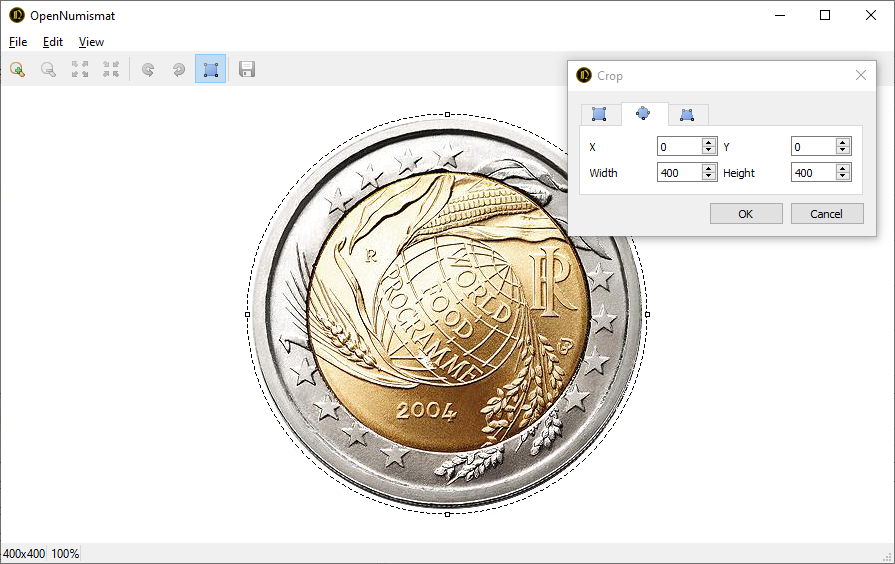 OpenNumismat
File Edit View
Crop
X 0 Y 0
Width 400 Height 400
OK Cancel
R
RI
WORLD
FOOD
PROGRAMME
2004
400x400 100%